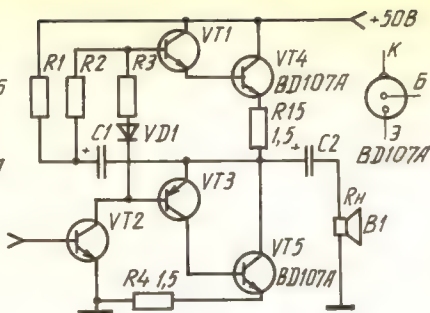 +50В
VT1
К
R1
R2
R3
VT4
BD107A
Б
R15
1,5
Э
BD107A
VD1
+
C1
+
C2
VT3
VT2
Rн
B1
VT5
BD107A
R4 1,5